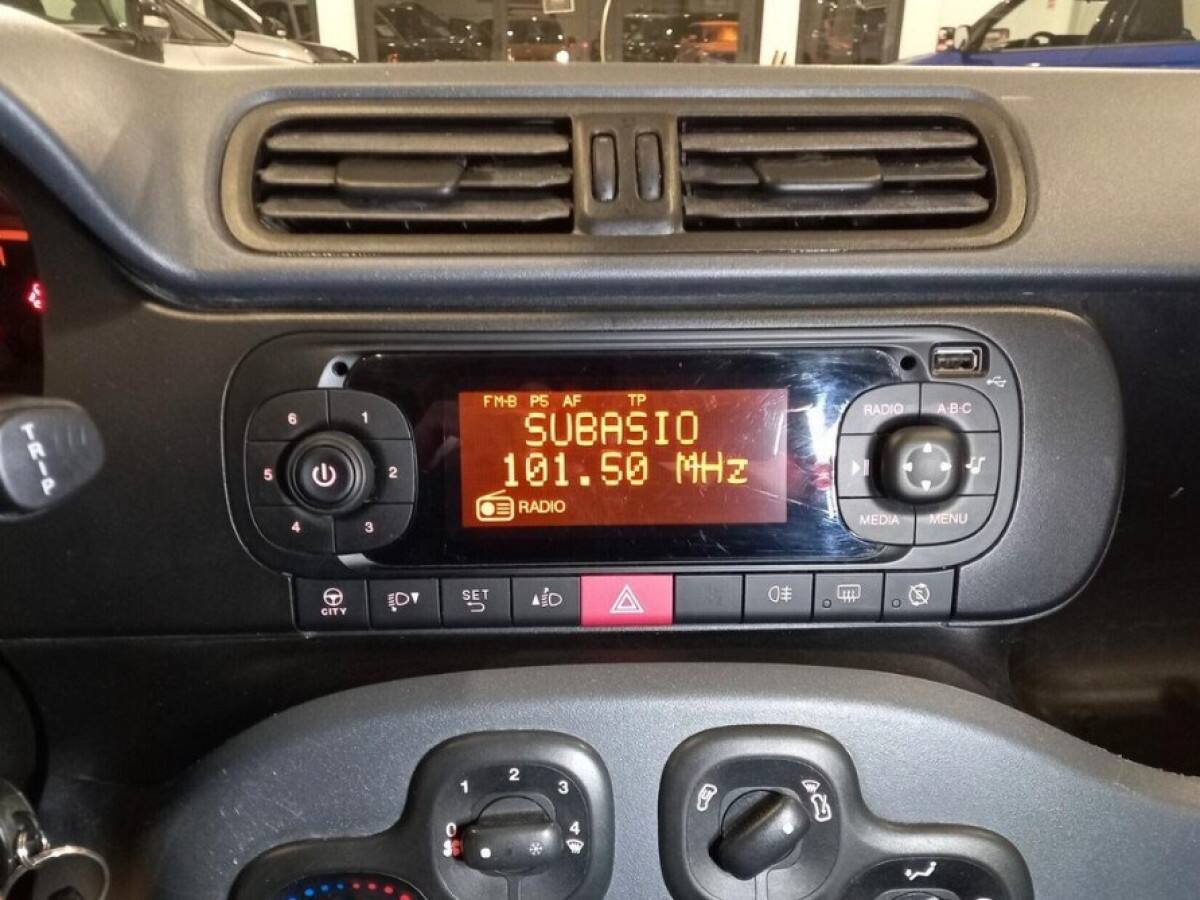 FM-B P5 AF TP
SUBASIO
101.50 MHz
RADIO
6 1
5 2
4 3
RADIO A·B·C
MEDIA MENU
TRIP
CITY
SET
1 2 3
0 4